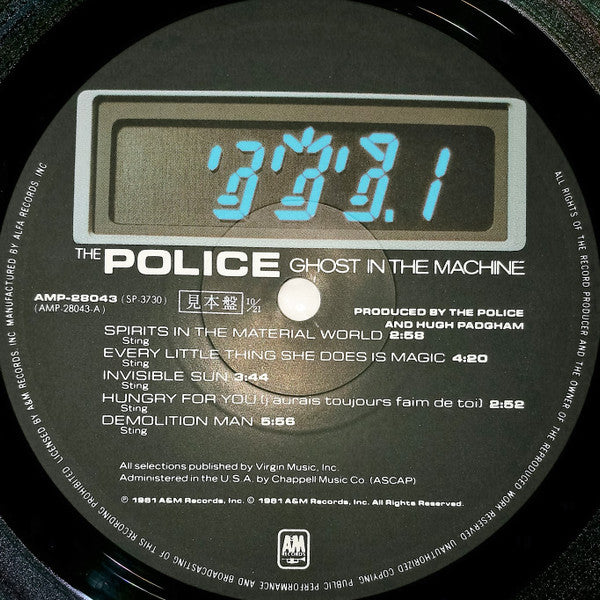 THE POLICE GHOST IN THE MACHINE
AMP-28043 (SP-3730) 見本盤 10/21
(AMP-28043-A)
PRODUCED BY THE POLICE
AND HUGH PADGHAM
SPIRITS IN THE MATERIAL WORLD 2:58
Sting
EVERY LITTLE THING SHE DOES IS MAGIC 4:20
Sting
INVISIBLE SUN 3:44
Sting
HUNGRY FOR YOU (j'aurais toujours faim de toi) 2:52
Sting
DEMOLITION MAN 5:56
Sting
All selections published by Virgin Music, Inc.
Administered in the U.S.A. by Chappell Music Co. (ASCAP)
℗ 1981 A&M Records, Inc. © 1981 A&M Records, Inc. All Rights Reserved.
A&M
RECORDS
ALL RIGHTS OF THE RECORD PRODUCER AND THE OWNER OF THE REPRODUCED WORK RESERVED UNAUTHORIZED COPYING PUBLIC PERFORMANCE AND BROADCASTING OF THIS RECORDING PROHIBITED LICENSED BY A&M RECORDS INC MANUFACTURED BY ALFA RECORDS, INC